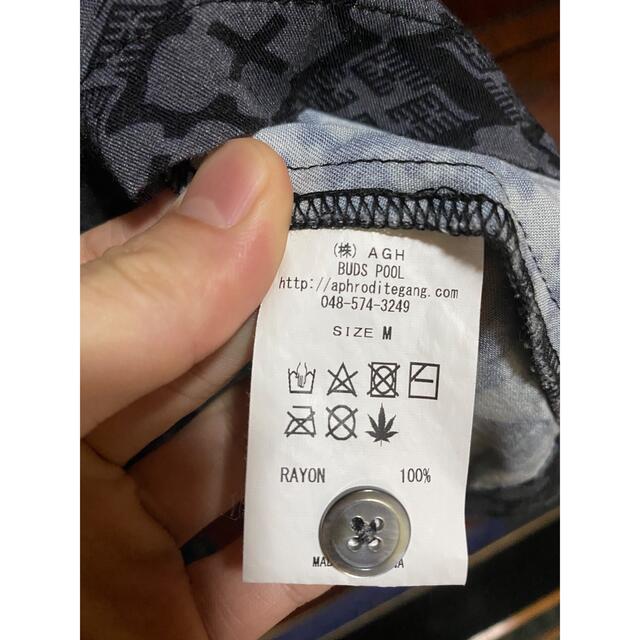 (株) AGH
BUDS POOL
http://aphroditegang.com
048-574-3249
SIZE M
RAYON 100%